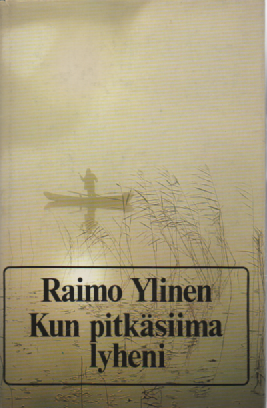 Raimo Ylinen
Kun pitkäsiima
lyheni